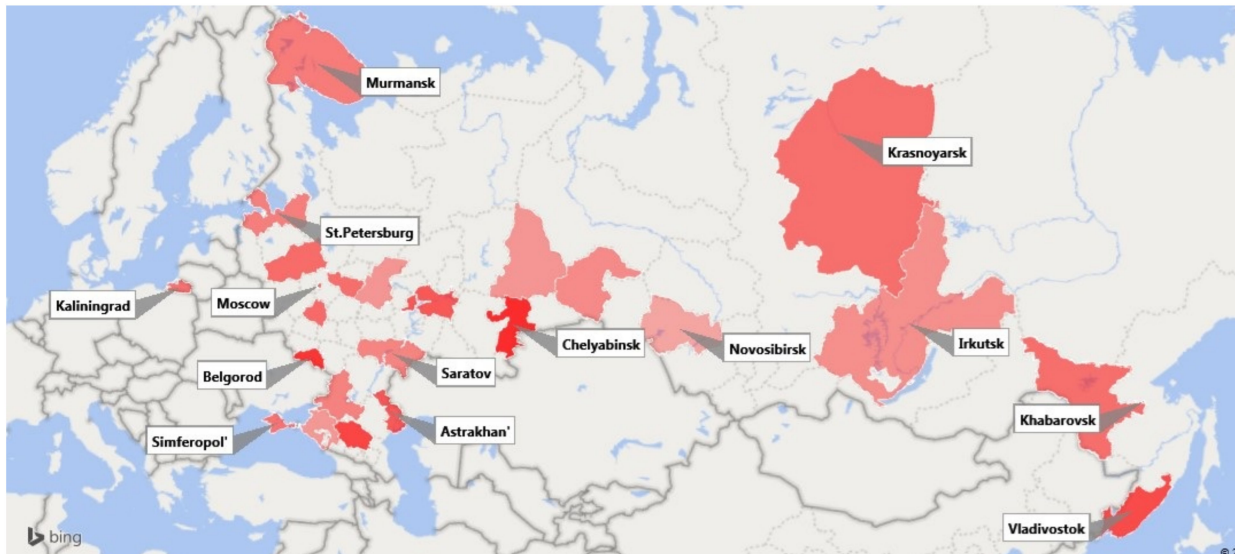 Murmansk
Krasnoyarsk
St.Petersburg
Kaliningrad
Moscow
Chelyabinsk
Novosibirsk
Irkutsk
Belgorod
Saratov
Khabarovsk
Simferopol'
Astrakhan'
Vladivostok
bing